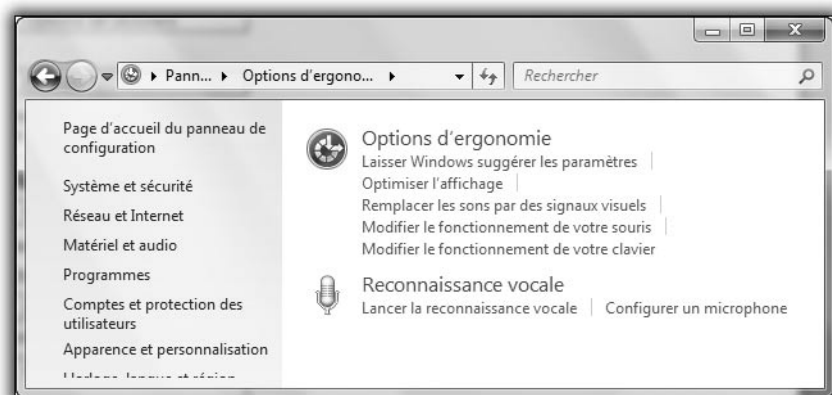 Pann... Options d'ergono...
Rechercher
Page d'accueil du panneau de
configuration
Système et sécurité
Réseau et Internet
Matériel et audio
Programmes
Comptes et protection des
utilisateurs
Apparence et personnalisation
Options d'ergonomie
Laisser Windows suggérer les paramètres
Optimiser l'affichage
Remplacer les sons par des signaux visuels
Modifier le fonctionnement de votre souris
Modifier le fonctionnement de votre clavier
Reconnaissance vocale
Lancer la reconnaissance vocale Configurer un microphone